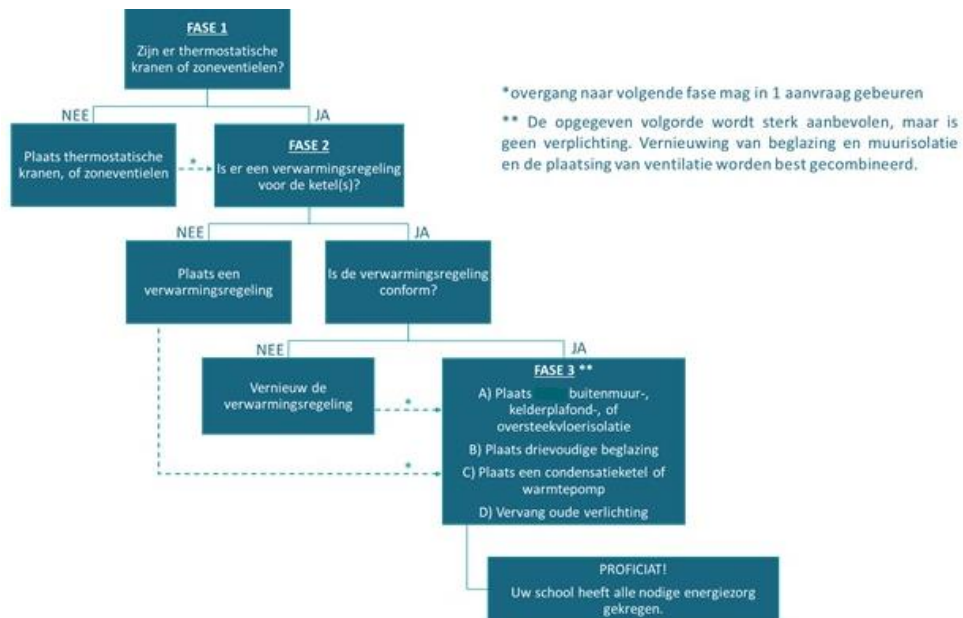 FASE 1
Zijn er thermostatische
kranen of zoneventielen?
*overgang naar volgende fase mag in 1 aanvraag gebeuren
** De opgegeven volgorde wordt sterk aanbevolen, maar is
geen verplichting. Vernieuwing van beglazing en muurisolatie
en de plaatsing van ventilatie worden best gecombineerd.
NEE
JA
Plaats thermostatische
kranen, of zoneventielen
*
FASE 2
Is er een verwarmingsregeling
voor de ketel(s)?
NEE
JA
Plaats een
verwarmingsregeling
Is de verwarmingsregeling
conform?
NEE
JA
Vernieuw de
verwarmingsregeling
*
*
FASE 3 **
A) Plaats buitenmuur-,
kelderplafond-, of
oversteekvloerisolatie
B) Plaats drievoudige beglazing
C) Plaats een condensatieketel of
warmtepomp
D) Vervang oude verlichting
PROFICIAT!
Uw school heeft alle nodige energiezorg
gekregen.